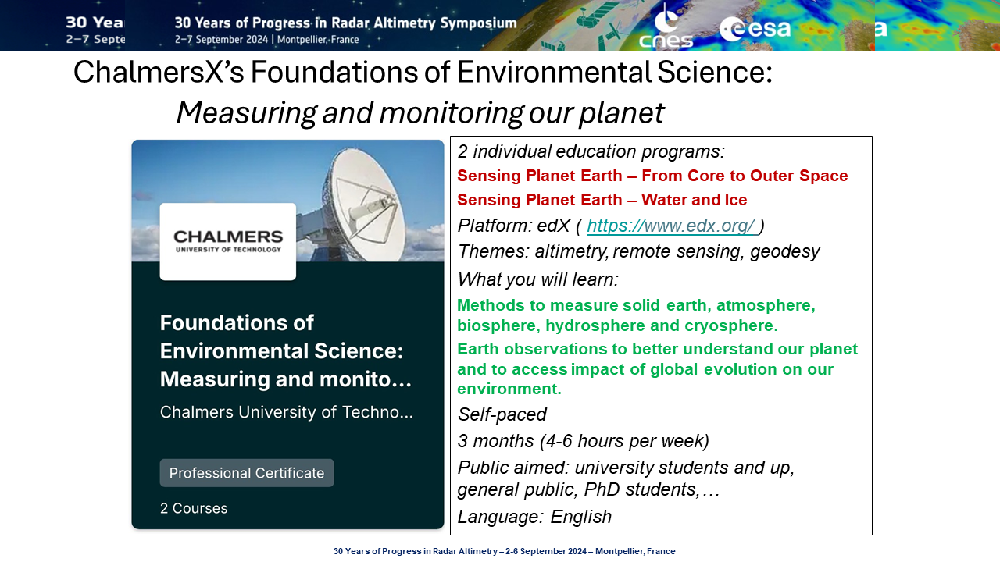 30 Yea
2–7 Septe
30 Years of Progress in Radar Altimetry Symposium
2–7 September 2024 | Montpellier, France
cnes
esa
a
ChalmersX's Foundations of Environmental Science:
Measuring and monitoring our planet
CHALMERS
UNIVERSITY OF TECHNOLOGY
Foundations of
Environmental Science:
Measuring and monito...
Chalmers University of Techno...
Professional Certificate
2 Courses
2 individual education programs:
Sensing Planet Earth – From Core to Outer Space
Sensing Planet Earth – Water and Ice
Platform: edX ( https://www.edx.org/ )
Themes: altimetry, remote sensing, geodesy
What you will learn:
Methods to measure solid earth, atmosphere,
biosphere, hydrosphere and cryosphere.
Earth observations to better understand our planet
and to access impact of global evolution on our
environment.
Self-paced
3 months (4-6 hours per week)
Public aimed: university students and up,
general public, PhD students,…
Language: English
30 Years of Progress in Radar Altimetry – 2-6 September 2024 – Montpellier, France